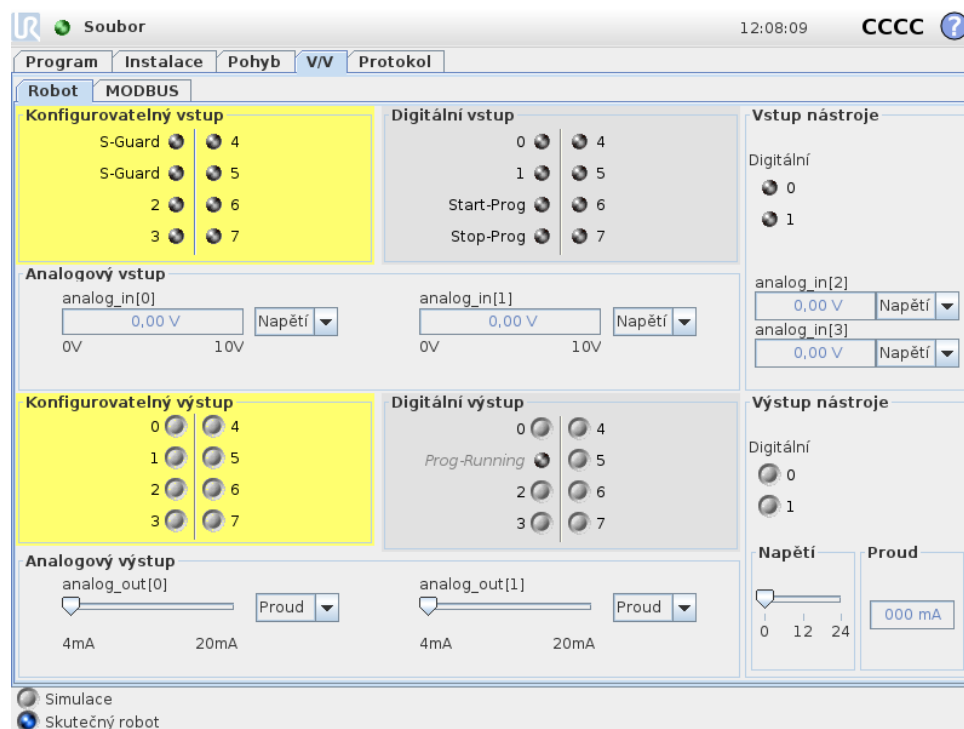 UR Soubor 12:08:09 CCCC ?
Program Instalace Pohyb V/V Protokol
Robot MODBUS
Konfigurovatelný vstup
S-Guard 4
S-Guard 5
2 6
3 7
Digitální vstup
0 4
1 5
Start-Prog 6
Stop-Prog 7
Vstup nástroje
Digitální
0
1
analog_in[2]
0,00 V Napětí
analog_in[3]
0,00 V Napětí
Analogový vstup
analog_in[0]
0,00 V Napětí
0V 10V
analog_in[1]
0,00 V Napětí
0V 10V
Konfigurovatelný výstup
0 4
1 5
2 6
3 7
Digitální výstup
0 4
Prog-Running 5
2 6
3 7
Výstup nástroje
Digitální
0
1
Napětí
0 12 24
Proud
000 mA
Analogový výstup
analog_out[0]
Proud
4mA 20mA
analog_out[1]
Proud
4mA 20mA
Simulace
Skutečný robot